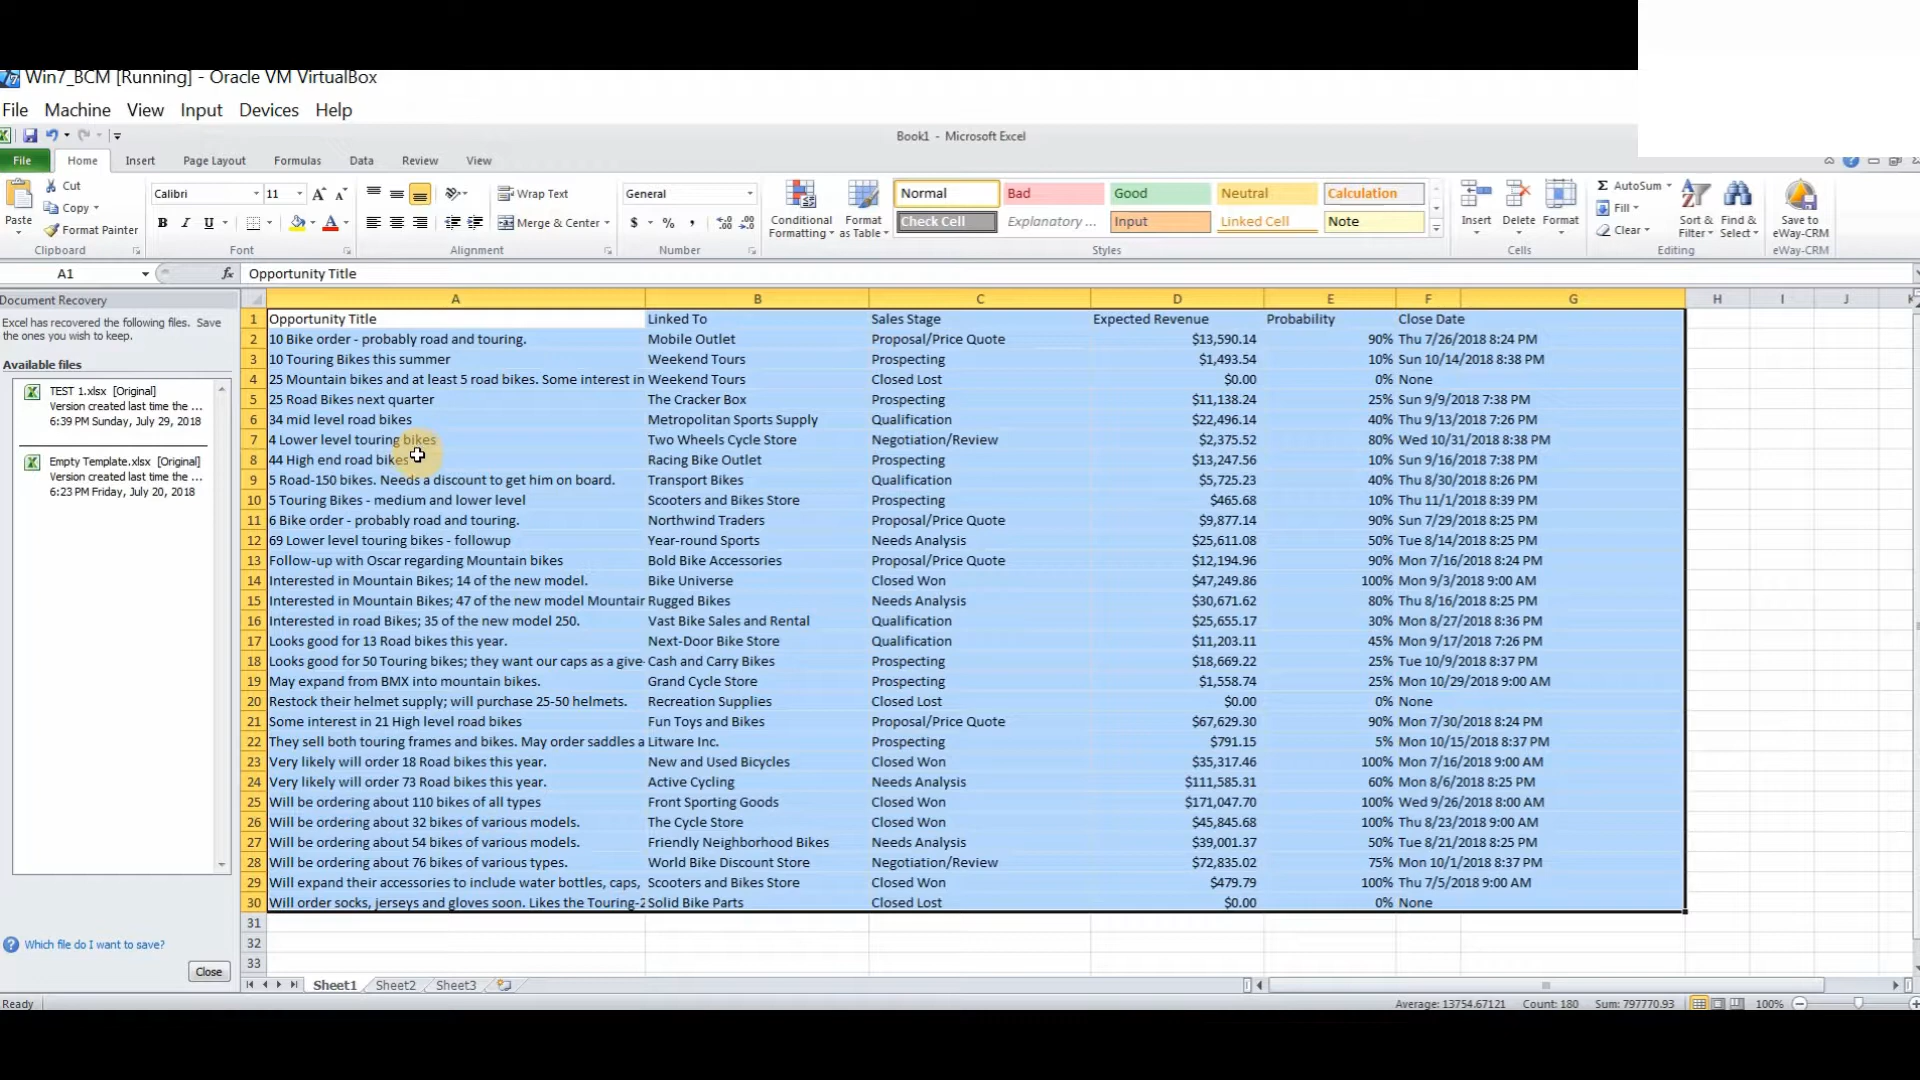 Win7_BCM [Running] - Oracle VM VirtualBox
File Machine View Input Devices Help
Book1 - Microsoft Excel
File Home Insert Page Layout Formulas Data Review View
Cut
Copy
Format Painter
Paste
Clipboard
Calibri 11
B I U
Font
Wrap Text
Merge & Center
Alignment
General
$ % ,
Number
Conditional Formatting
Format as Table
Normal Bad Good Neutral Calculation
Check Cell Explanatory ... Input Linked Cell Note
Styles
Insert Delete Format
Cells
AutoSum
Fill
Clear
Sort & Filter
Find & Select
Editing
Save to eWay-CRM
eWay-CRM
A1 fx Opportunity Title
Document Recovery
Excel has recovered the following files. Save
the ones you wish to keep.
Available files
TEST 1.xlsx [Original]
Version created last time the ...
6:39 PM Sunday, July 29, 2018
Empty Template.xlsx [Original]
Version created last time the ...
6:23 PM Friday, July 20, 2018
Which file do I want to save?
Close
A B C D E F G H I J K
1 Opportunity Title Linked To Sales Stage Expected Revenue Probability Close Date
2 10 Bike order - probably road and touring. Mobile Outlet Proposal/Price Quote $13,590.14 90% Thu 7/26/2018 8:24 PM
3 10 Touring Bikes this summer Weekend Tours Prospecting $1,493.54 10% Sun 10/14/2018 8:38 PM
4 25 Mountain bikes and at least 5 road bikes. Some interest in Weekend Tours Closed Lost $0.00 0% None
5 25 Road Bikes next quarter The Cracker Box Prospecting $11,138.24 25% Sun 9/9/2018 7:38 PM
6 34 mid level road bikes Metropolitan Sports Supply Qualification $22,496.14 40% Thu 9/13/2018 7:26 PM
7 4 Lower level touring bikes Two Wheels Cycle Store Negotiation/Review $2,375.52 80% Wed 10/31/2018 8:38 PM
8 44 High end road bikes Racing Bike Outlet Prospecting $13,247.56 10% Sun 9/16/2018 7:38 PM
9 5 Road-150 bikes. Needs a discount to get him on board. Transport Bikes Qualification $5,725.23 40% Thu 8/30/2018 8:26 PM
10 5 Touring Bikes - medium and lower level Scooters and Bikes Store Prospecting $465.68 10% Thu 11/1/2018 8:39 PM
11 6 Bike order - probably road and touring. Northwind Traders Proposal/Price Quote $9,877.14 90% Sun 7/29/2018 8:25 PM
12 69 Lower level touring bikes - followup Year-round Sports Needs Analysis $25,611.08 50% Tue 8/14/2018 8:25 PM
13 Follow-up with Oscar regarding Mountain bikes Bold Bike Accessories Proposal/Price Quote $12,194.96 90% Mon 7/16/2018 8:24 PM
14 Interested in Mountain Bikes; 14 of the new model. Bike Universe Closed Won $47,249.86 100% Mon 9/3/2018 9:00 AM
15 Interested in Mountain Bikes; 47 of the new model Mountain Rugged Bikes Needs Analysis $30,671.62 80% Thu 8/16/2018 8:25 PM
16 Interested in road Bikes; 35 of the new model 250. Vast Bike Sales and Rental Qualification $25,655.17 30% Mon 8/27/2018 8:36 PM
17 Looks good for 13 Road bikes this year. Next-Door Bike Store Qualification $11,203.11 45% Mon 9/17/2018 7:26 PM
18 Looks good for 50 Touring bikes; they want our caps as a give- Cash and Carry Bikes Prospecting $18,669.22 25% Tue 10/9/2018 8:37 PM
19 May expand from BMX into mountain bikes. Grand Cycle Store Prospecting $1,558.74 25% Mon 10/29/2018 9:00 AM
20 Restock their helmet supply; will purchase 25-50 helmets. Recreation Supplies Closed Lost $0.00 0% None
21 Some interest in 21 High level road bikes Fun Toys and Bikes Proposal/Price Quote $67,629.30 90% Mon 7/30/2018 8:24 PM
22 They sell both touring frames and bikes. May order saddles a Litware Inc. Prospecting $791.15 5% Mon 10/15/2018 8:37 PM
23 Very likely will order 18 Road bikes this year. New and Used Bicycles Closed Won $35,317.46 100% Mon 7/16/2018 9:00 AM
24 Very likely will order 73 Road bikes this year. Active Cycling Needs Analysis $111,585.31 60% Mon 8/6/2018 8:25 PM
25 Will be ordering about 110 bikes of all types Front Sporting Goods Closed Won $171,047.70 100% Wed 9/26/2018 8:00 AM
26 Will be ordering about 32 bikes of various models. The Cycle Store Closed Won $45,845.68 100% Thu 8/23/2018 9:00 AM
27 Will be ordering about 54 bikes of various models. Friendly Neighborhood Bikes Needs Analysis $39,001.37 50% Tue 8/21/2018 8:25 PM
28 Will be ordering about 76 bikes of various types. World Bike Discount Store Negotiation/Review $72,835.02 75% Mon 10/1/2018 8:37 PM
29 Will expand their accessories to include water bottles, caps, Scooters and Bikes Store Closed Won $479.79 100% Thu 7/5/2018 9:00 AM
30 Will order socks, jerseys and gloves soon. Likes the Touring-2 Solid Bike Parts Closed Lost $0.00 0% None
31
32
33
Sheet1 Sheet2 Sheet3
Ready Average: 13754.67121 Count: 180 Sum: 797770.93 100%